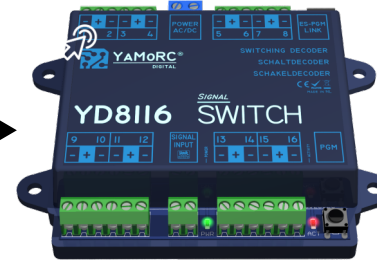 - + - - + -
1 2 3 4
POWER
AC/DC
- + - - + -
5 6 7 8
ES-PGM
LINK
YAMORC®
DIGITAL
SWITCHING DECODER
SCHALTDECODER
SCHAKELDECODER
CE
YD8116
SIGNAL
SWITCH
9 10 11 12
- + - - + -
SIGNAL
INPUT
13 14 15 16
- + - - + -
PGM
PWR
ACT